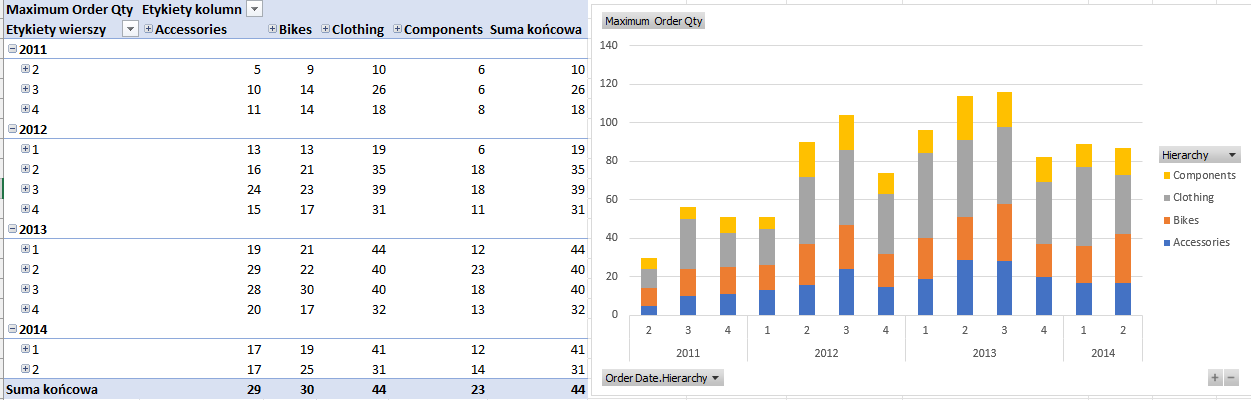 Maximum Order Qty Etykiety kolumn
Etykiety wierszy Accessories Bikes Clothing Components Suma końcowa
2011
2 5 9 10 6 10
3 10 14 26 6 26
4 11 14 18 8 18
2012
1 13 13 19 6 19
2 16 21 35 18 35
3 24 23 39 18 39
4 15 17 31 11 31
2013
1 19 21 44 12 44
2 29 22 40 23 40
3 28 30 40 18 40
4 20 17 32 13 32
2014
1 17 19 41 12 41
2 17 25 31 14 31
Suma końcowa 29 30 44 23 44
Maximum Order Qty
140
120
100
80
60
40
20
0
2 3 4 1 2 3 4 1 2 3 4 1 2
2011 2012 2013 2014
Hierarchy
Components
Clothing
Bikes
Accessories
Order Date.Hierarchy